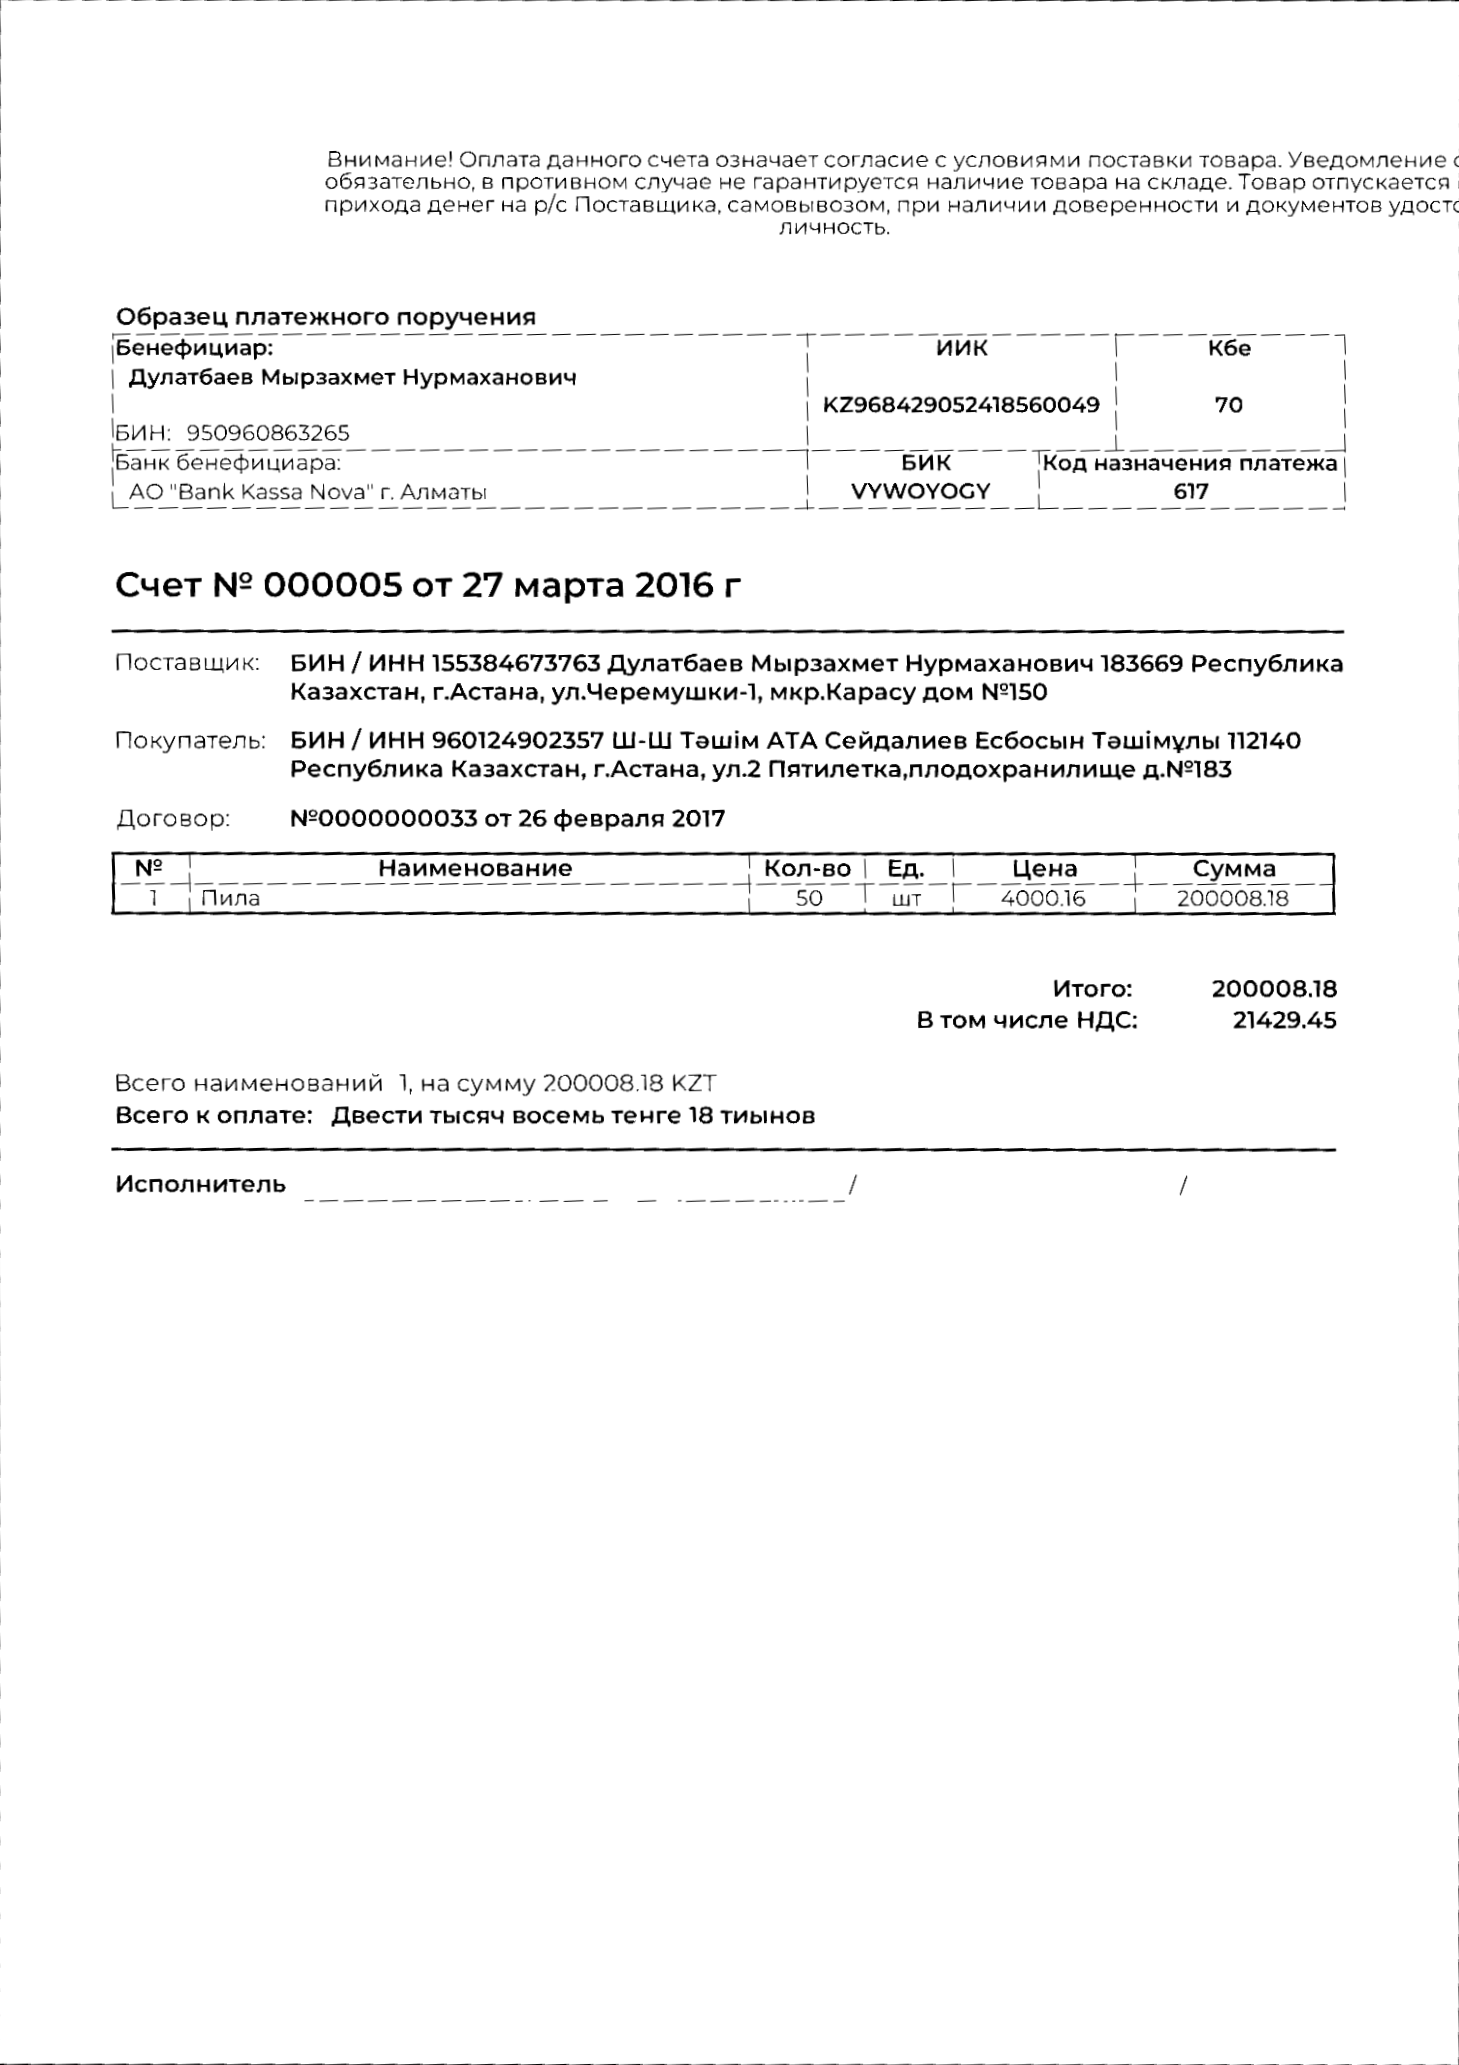 Внимание! Оплата данного счета означает согласие с условиями поставки товара. Уведомление
обязательно, в противном случае не гарантируется наличие товара на складе. Товар отпускается
прихода денег на р/с Поставщика, самовывозом, при наличии доверенности и документов
личность.
Образец платежного поручения
Бенефициар: ИИК Кбе
Дулатбаев Мырзахмет Нурмаханович
KZ968429052418560049 70
БИН: 950960863265
Банк бенефициара: БИК Код назначения платежа
АО "Bank Kassa Nova" г. Алматы VYWOYOGY 617
Счет № 000005 от 27 марта 2016 г
Поставщик: БИН / ИНН 155384673763 Дулатбаев Мырзахмет Нурмаханович 183669 Республика
Казахстан, г.Астана, ул.Черемушки-1, мкр.Карасу дом №150
Покупатель: БИН / ИНН 960124902357 Ш-Ш Тәшім АТА Сейдалиев Есбосын Тәшімұлы 112140
Республика Казахстан, г.Астана, ул.2 Пятилетка,плодохранилище д.№183
Договор: №0000000033 от 26 февраля 2017
№ Наименование Кол-во Ед. Цена Сумма
1 Пила 50 шт 4000.16 200008.18
Итого: 200008.18
В том числе НДС: 21429.45
Всего наименований 1, на сумму 200008.18 KZT
Всего к оплате: Двести тысяч восемь тенге 18 тиынов
Исполнитель / /